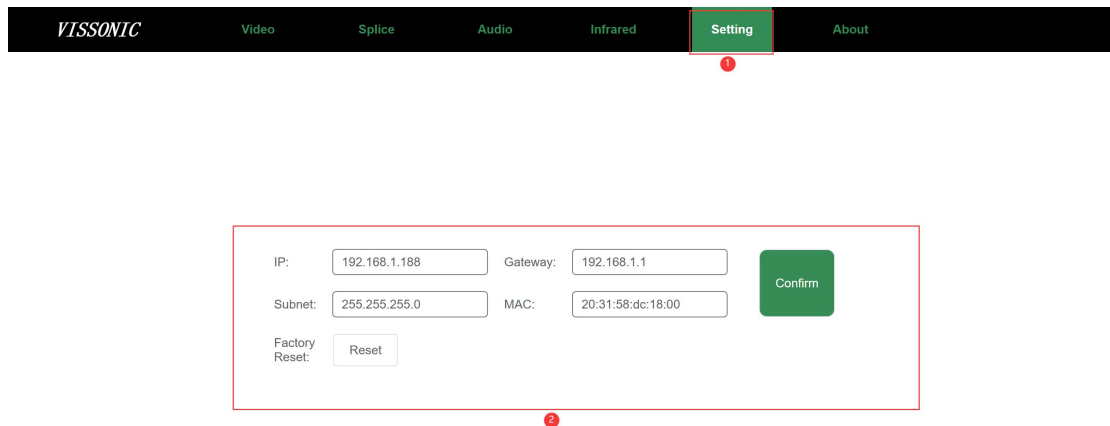 VISSONIC Video Splice Audio Infrared Setting About
1
IP: 192.168.1.188 Gateway: 192.168.1.1
Confirm
Subnet: 255.255.255.0 MAC: 20:31:58:dc:18:00
Factory
Reset: Reset
2